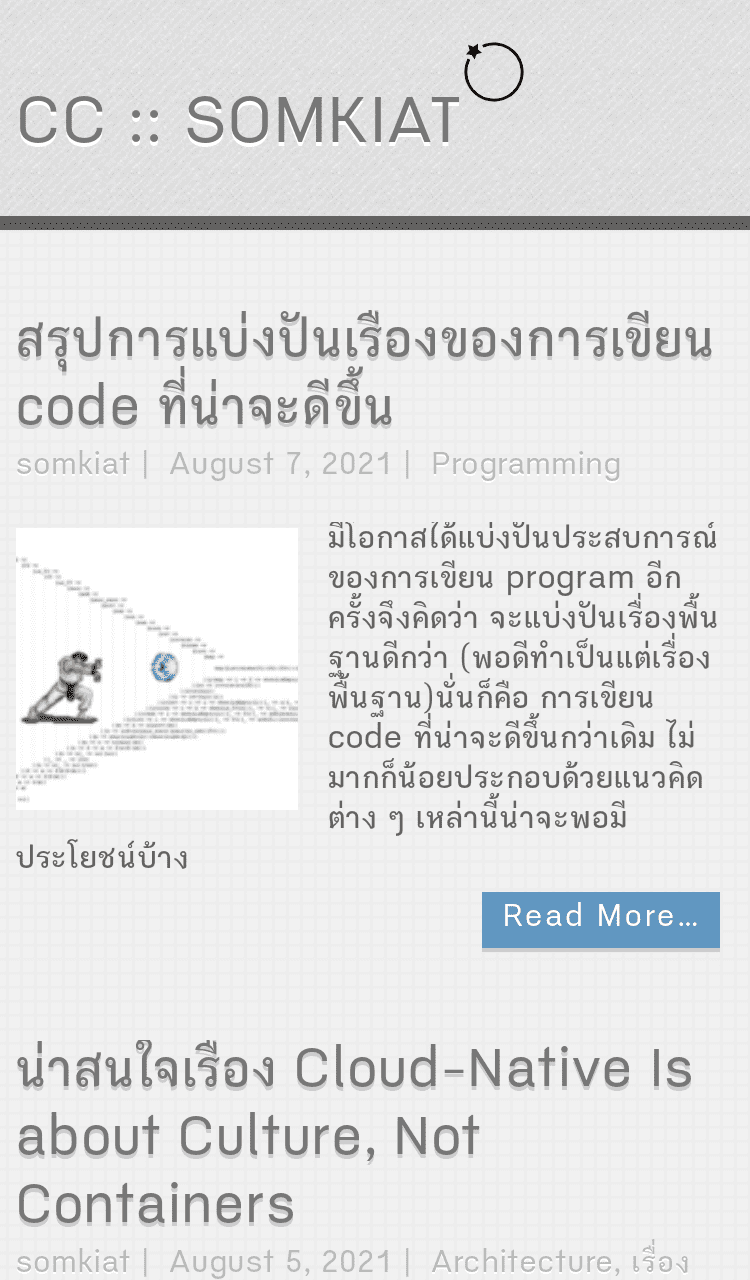 CC :: SOMKIAT
สรุปการแบ่งปันเรื่องของการเขียน
code ที่น่าจะดีขึ้น
somkiat | August 7, 2021 | Programming
มีโอกาสได้แบ่งปันประสบการณ์
ของการเขียน program อีก
ครั้งจึงคิดว่า จะแบ่งปันเรื่องพื้น
ฐานดีกว่า (พอดีทำเป็นแต่เรื่อง
พื้นฐาน)นั่นก็คือ การเขียน
code ที่น่าจะดีขึ้นกว่าเดิม ไม่
มากก็น้อยประกอบด้วยแนวคิด
ต่าง ๆ เหล่านี้น่าจะพอมี
ประโยชน์บ้าง
Read More…
น่าสนใจเรื่อง Cloud-Native Is
about Culture, Not
Containers
somkiat | August 5, 2021 | Architecture, เรื่อง